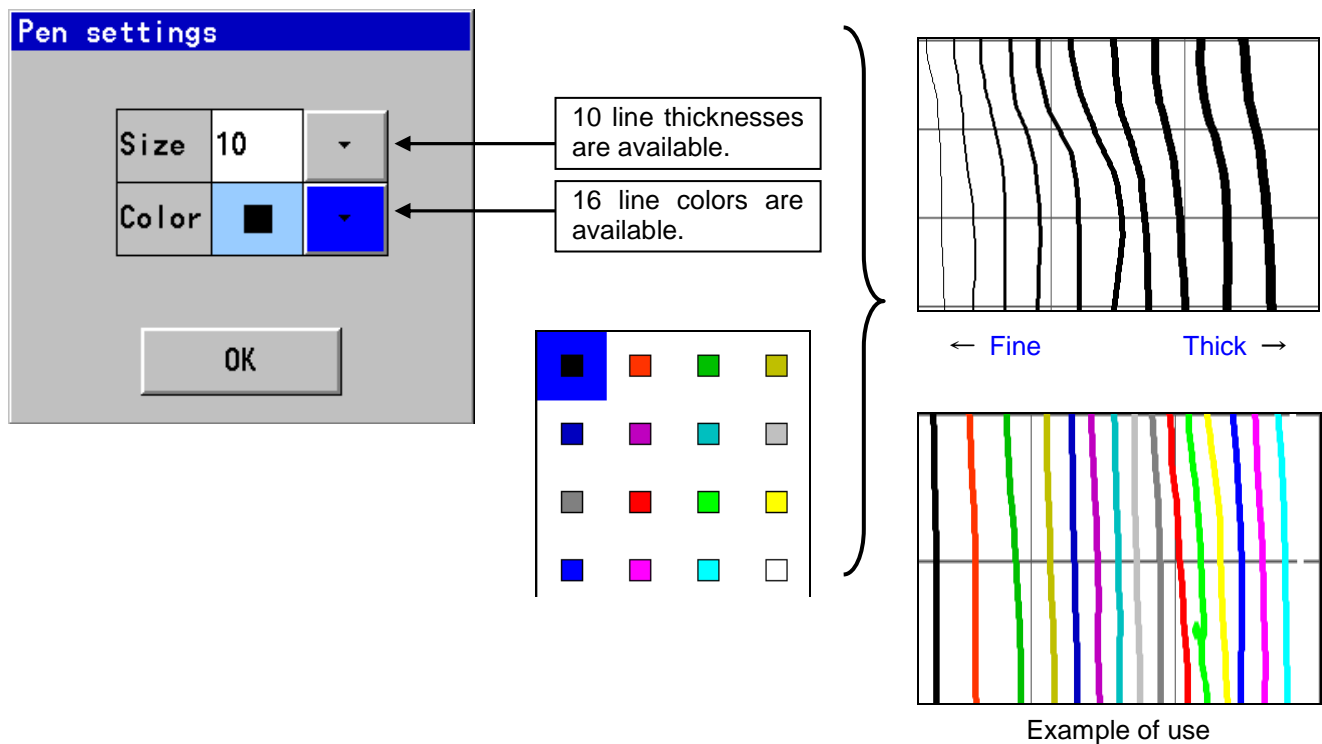 Pen settings
Size 10
Color
OK
10 line thicknesses
are available.
16 line colors are
available.
← Fine
Thick →
Example of use